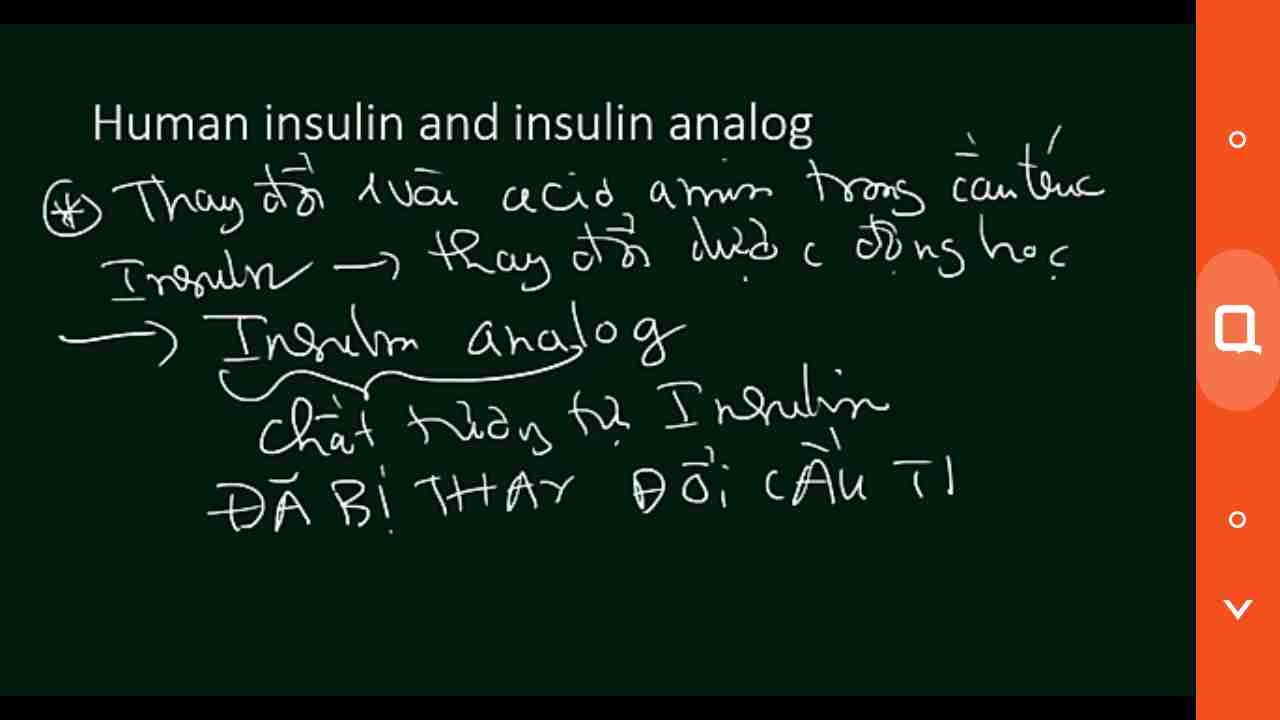 Human insulin and insulin analog
* Thay đổi 1 vài acid amin trong cấu trúc
Insulin → thay đổi dược động học
→ Insulin analog
chất tương tự Insulin
ĐÃ BỊ THAY ĐỔI CẤU T